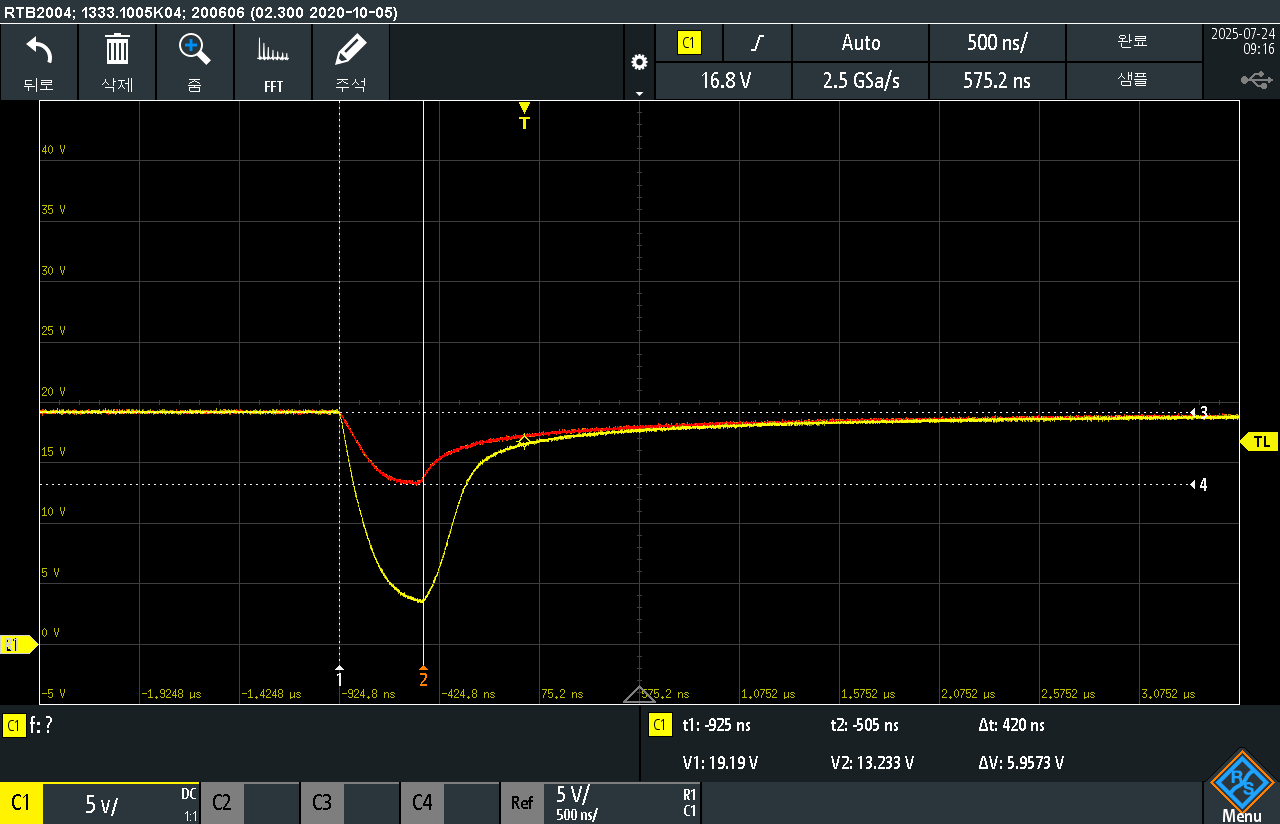 RTB2004; 1333.1005K04; 200606 (02.300 2020-10-05)
뒤로
삭제
줌
FFT
주석
C1
Auto
500 ns/
완료
2025-07-24
09:16
16.8 V
2.5 GSa/s
575.2 ns
샘플
T
40 V
35 V
30 V
25 V
20 V
3
TL
15 V
4
10 V
5 V
0 V
1
2
-5 V
-1.9248 µs
-1.4248 µs
-924.8 ns
-424.8 ns
75.2 ns
575.2 ns
1.0752 µs
1.5752 µs
2.0752 µs
2.5752 µs
3.0752 µs
C1 f: ?
C1 t1: -925 ns t2: -505 ns Δt: 420 ns
V1: 19.19 V V2: 13.233 V ΔV: 5.9573 V
C1 5 V/ DC 1:1
C2
C3
C4
Ref 5 V/ 500 ns/ R1 C1
R S
Menu